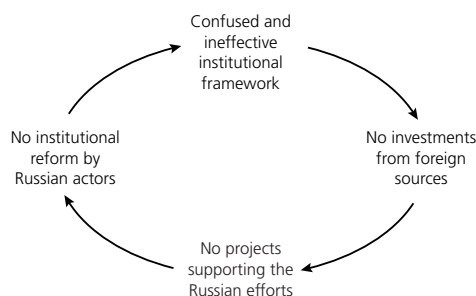 Confused and
ineffective
institutional
framework
No investments
from foreign
sources
No projects
supporting the
Russian efforts
No institutional
reform by
Russian actors